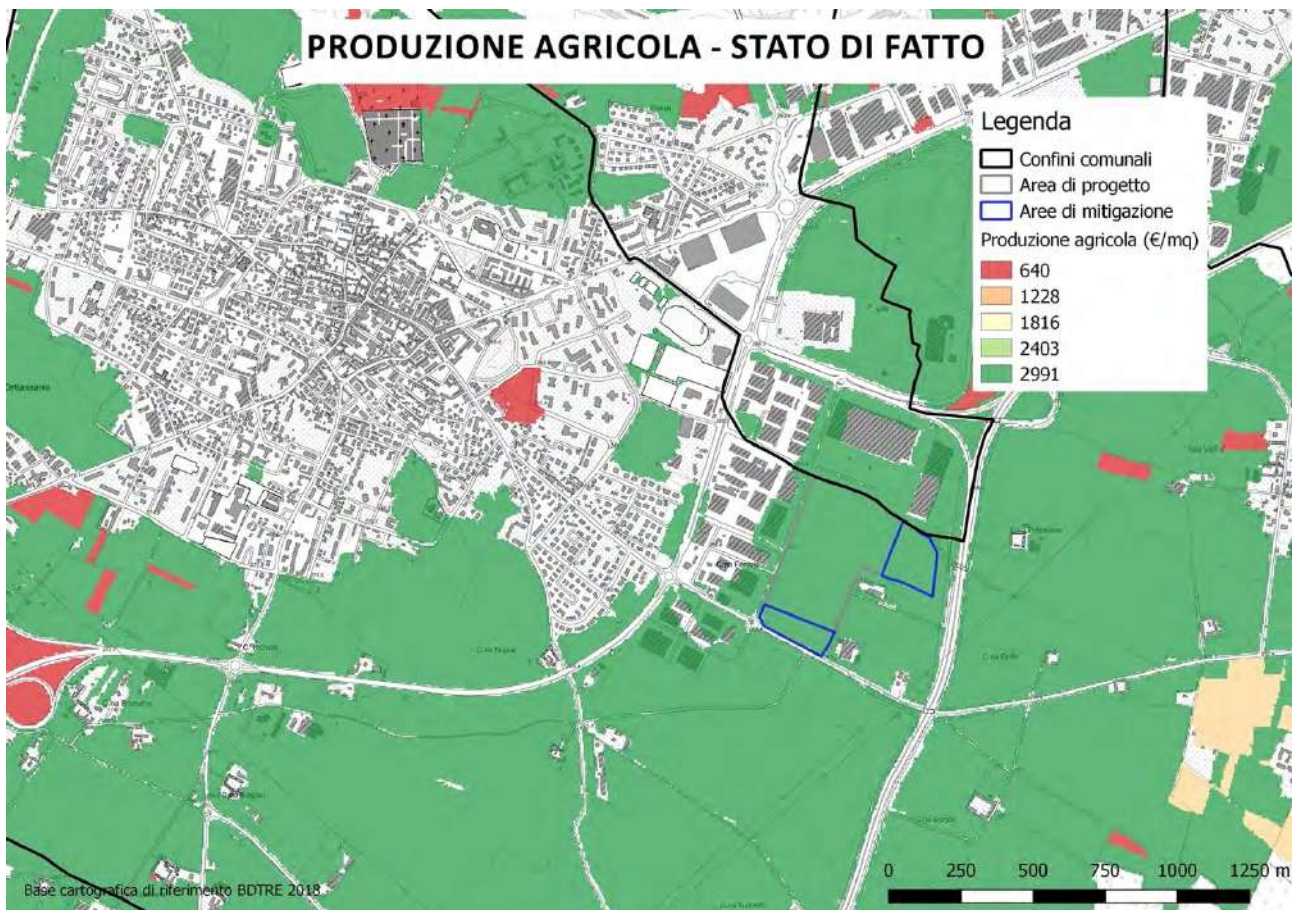 PRODUZIONE AGRICOLA - STATO DI FATTO
Legenda
Confini comunali
Area di progetto
Aree di mitigazione
Produzione agricola (€/mq)
640
1228
1816
2403
2991
Orbassano
Base cartografica di riferimento BDTRE 2018
0 250 500 750 1000 1250 m